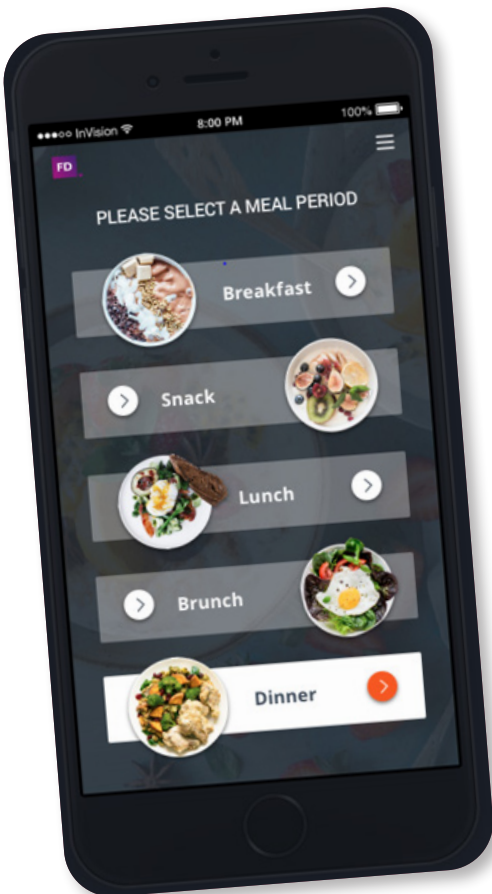 ●●●○○ InVision 8:00 PM 100%
FD
PLEASE SELECT A MEAL PERIOD
Breakfast
Snack
Lunch
Brunch
Dinner